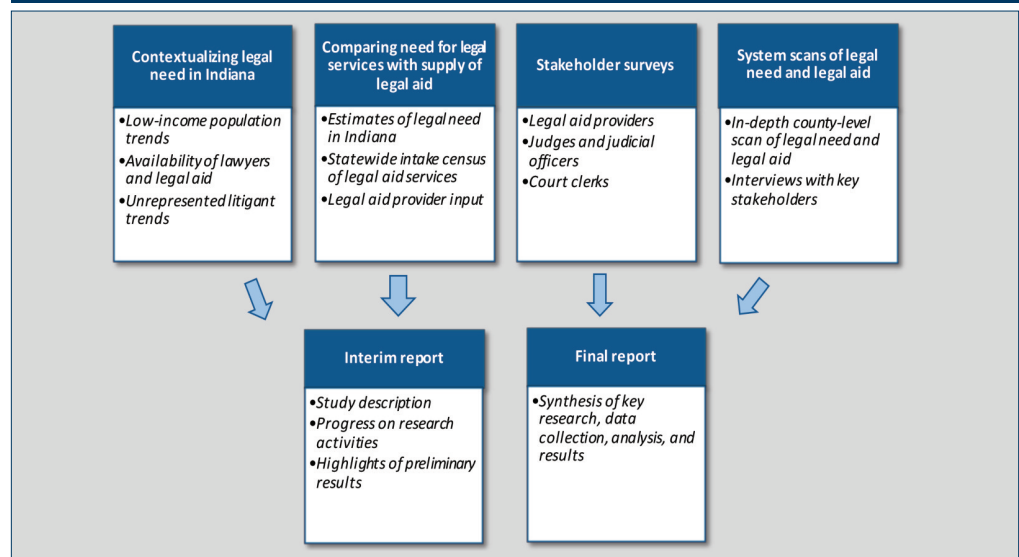 Contextualizing legal
need in Indiana
•Low-income population
trends
•Availability of lawyers
and legal aid
•Unrepresented litigant
trends
Comparing need for legal
services with supply of
legal aid
•Estimates of legal need
in Indiana
•Statewide intake census
of legal aid services
•Legal aid provider input
Stakeholder surveys
•Legal aid providers
•Judges and judicial
officers
•Court clerks
System scans of legal
need and legal aid
•In-depth county-level
scan of legal need and
legal aid
•Interviews with key
stakeholders
Interim report
•Study description
•Progress on research
activities
•Highlights of preliminary
results
Final report
•Synthesis of key
research, data
collection, analysis, and
results